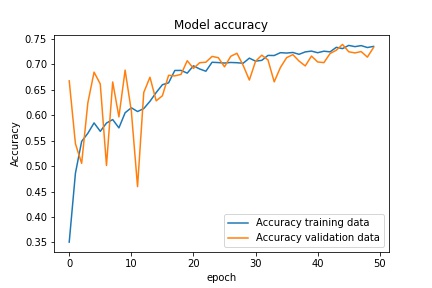 Model accuracy
0.75
0.70
0.65
0.60
0.55
0.50
0.45
0.40
0.35
Accuracy
Accuracy training data
Accuracy validation data
0 10 20 30 40 50
epoch